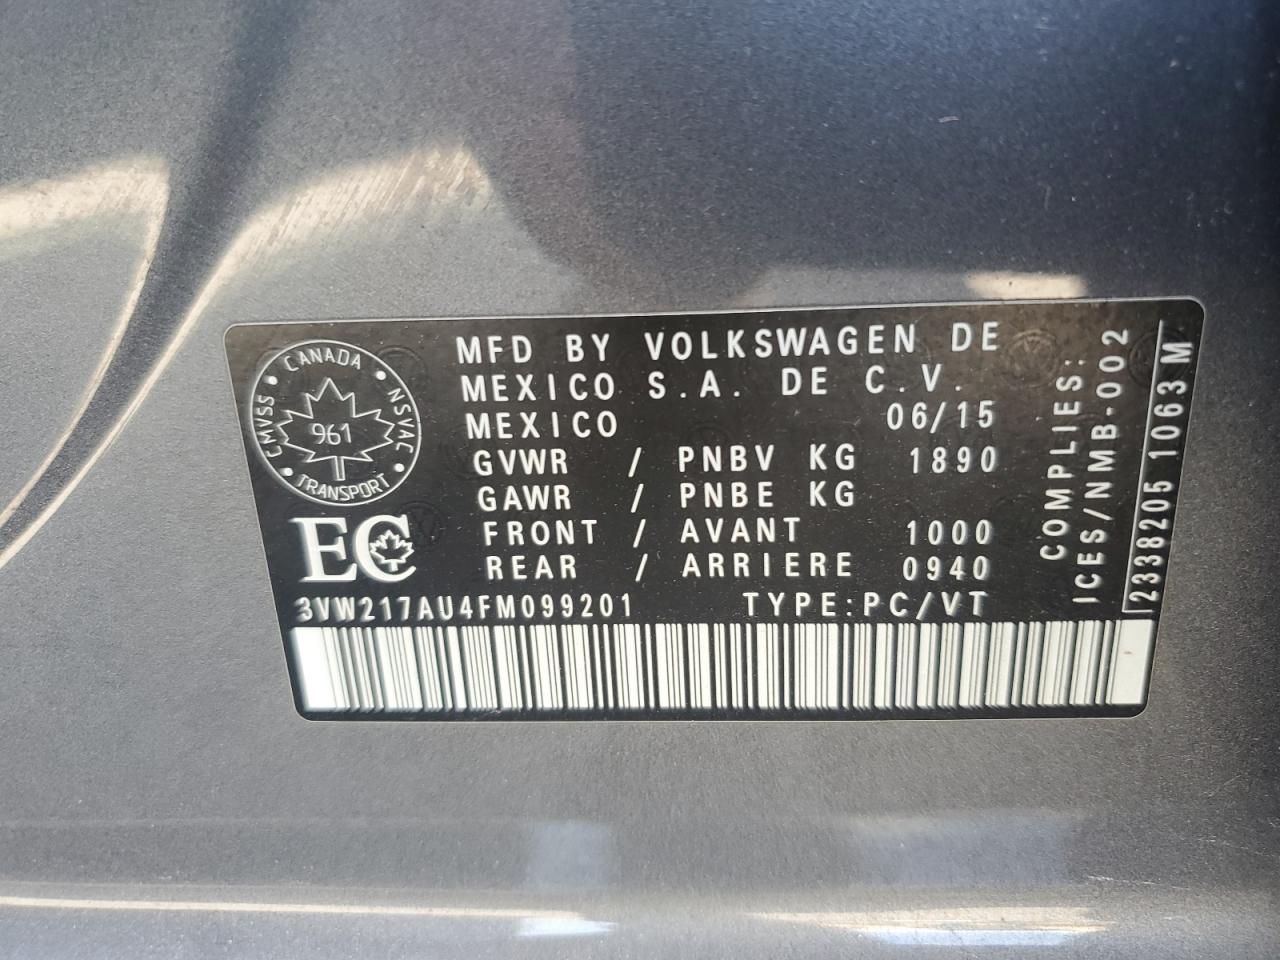 MFD BY VOLKSWAGEN DE
MEXICO S.A. DE C.V.
MEXICO 06/15
GVWR / PNBV KG 1890
GAWR / PNBE KG
FRONT / AVANT 1000
REAR / ARRIERE 0940
CANADA
CMVSS • NSVAC
961
TRANSPORT
EC
3VW217AU4FM099201 TYPE:PC/VT
COMPLIES:
ICES/NMB-002
2338205 1063 M